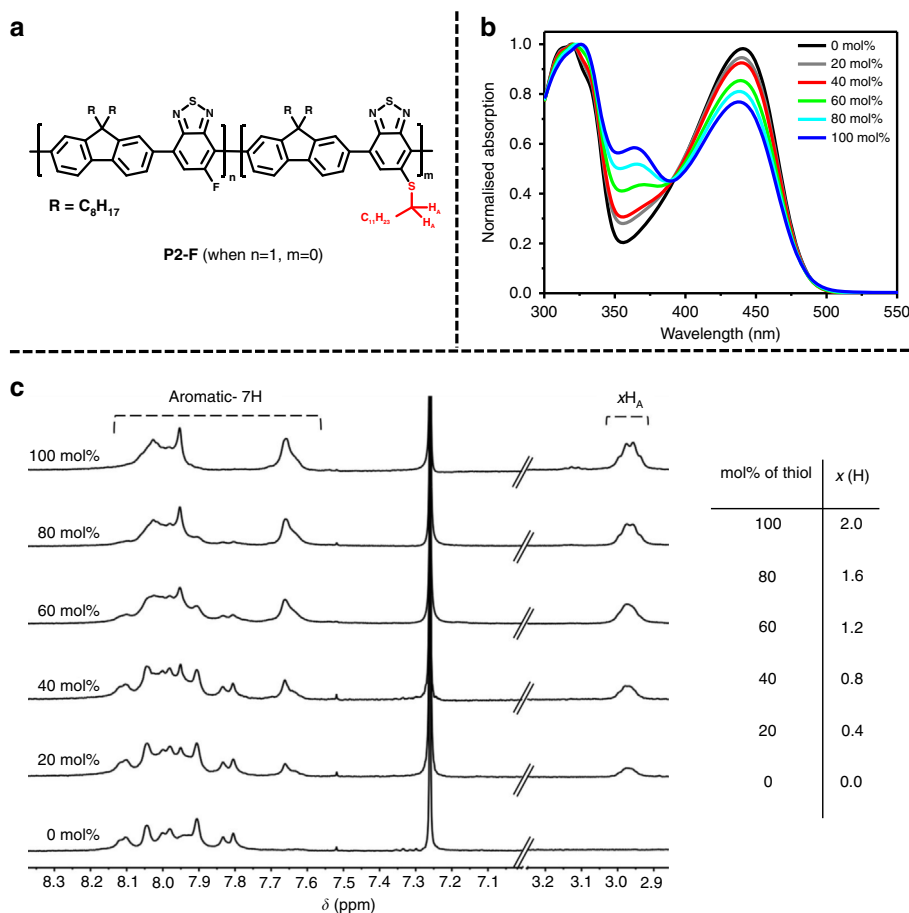 a
R R N S N R R N S N
F n S m
R = C₈H₁₇
C₁₁H₂₃ H_A
H_A
P2-F (when n=1, m=0)
b
Normalised absorption
1.0
0.8
0.6
0.4
0.2
0.0
300 350 400 450 500 550
Wavelength (nm)
0 mol%
20 mol%
40 mol%
60 mol%
80 mol%
100 mol%
c
Aromatic- 7H
xH_A
100 mol%
80 mol%
60 mol%
40 mol%
20 mol%
0 mol%
8.3 8.2 8.1 8.0 7.9 7.8 7.7 7.6 7.5 7.4 7.3 7.2 7.1 3.2 3.1 3.0 2.9
δ (ppm)
mol% of thiol x (H)
100 2.0
80 1.6
60 1.2
40 0.8
20 0.4
0 0.0